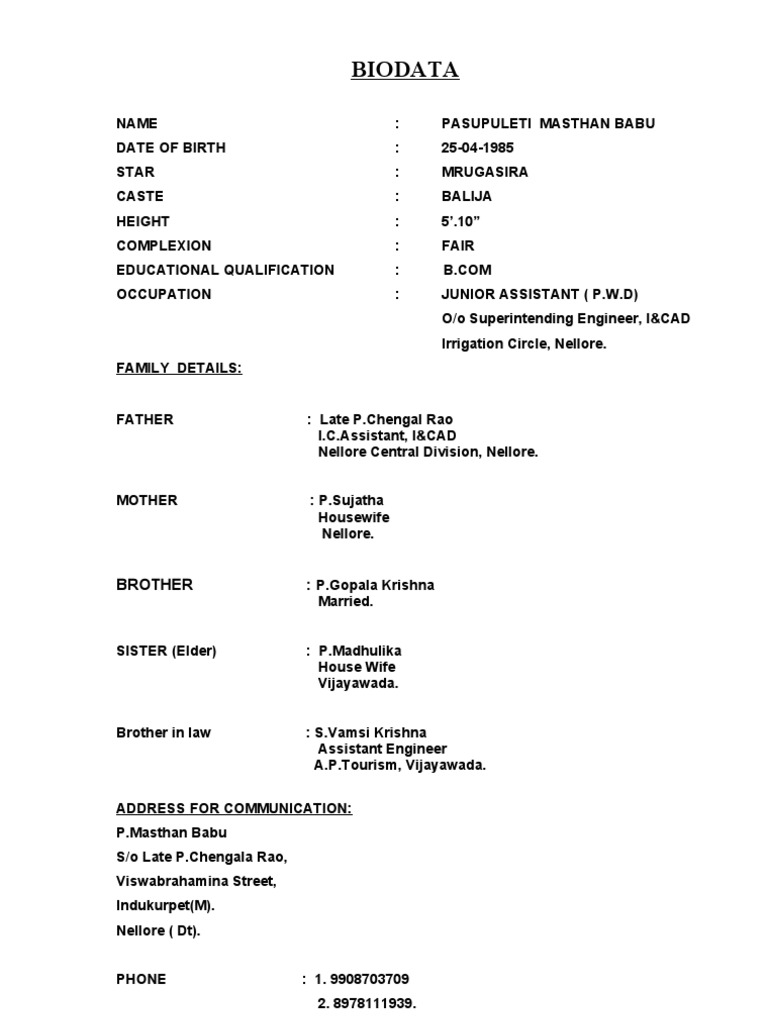 BIODATA
NAME : PASUPULETI MASTHAN BABU
DATE OF BIRTH : 25-04-1985
STAR : MRUGASIRA
CASTE : BALIJA
HEIGHT : 5'.10”
COMPLEXION : FAIR
EDUCATIONAL QUALIFICATION : B.COM
OCCUPATION : JUNIOR ASSISTANT ( P.W.D)
O/o Superintending Engineer, I&CAD
Irrigation Circle, Nellore.
FAMILY DETAILS:
FATHER : Late P.Chengal Rao
I.C.Assistant, I&CAD
Nellore Central Division, Nellore.
MOTHER : P.Sujatha
Housewife
Nellore.
BROTHER : P.Gopala Krishna
Married.
SISTER (Elder) : P.Madhulika
House Wife
Vijayawada.
Brother in law : S.Vamsi Krishna
Assistant Engineer
A.P.Tourism, Vijayawada.
ADDRESS FOR COMMUNICATION:
P.Masthan Babu
S/o Late P.Chengala Rao,
Viswabrahamina Street,
Indukurpet(M).
Nellore ( Dt).
PHONE : 1. 9908703709
2. 8978111939.